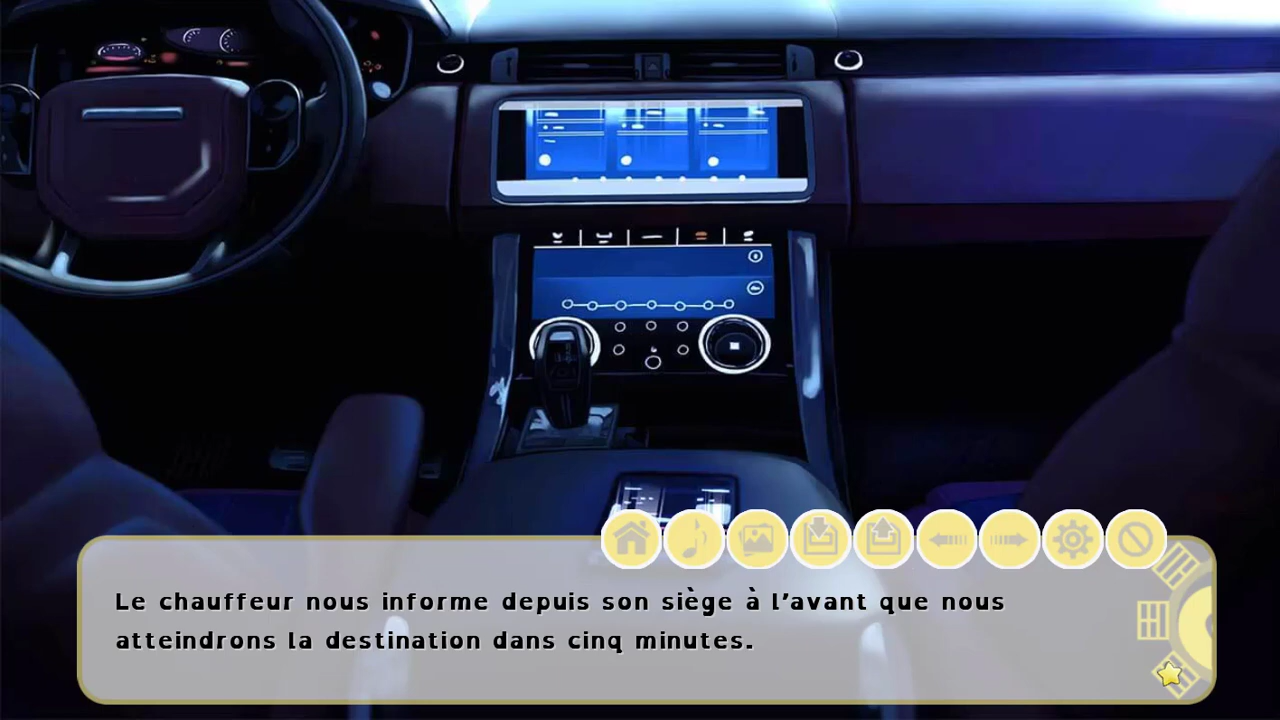 Le chauffeur nous informe depuis son siège à l'avant que nous
atteindrons la destination dans cinq minutes.